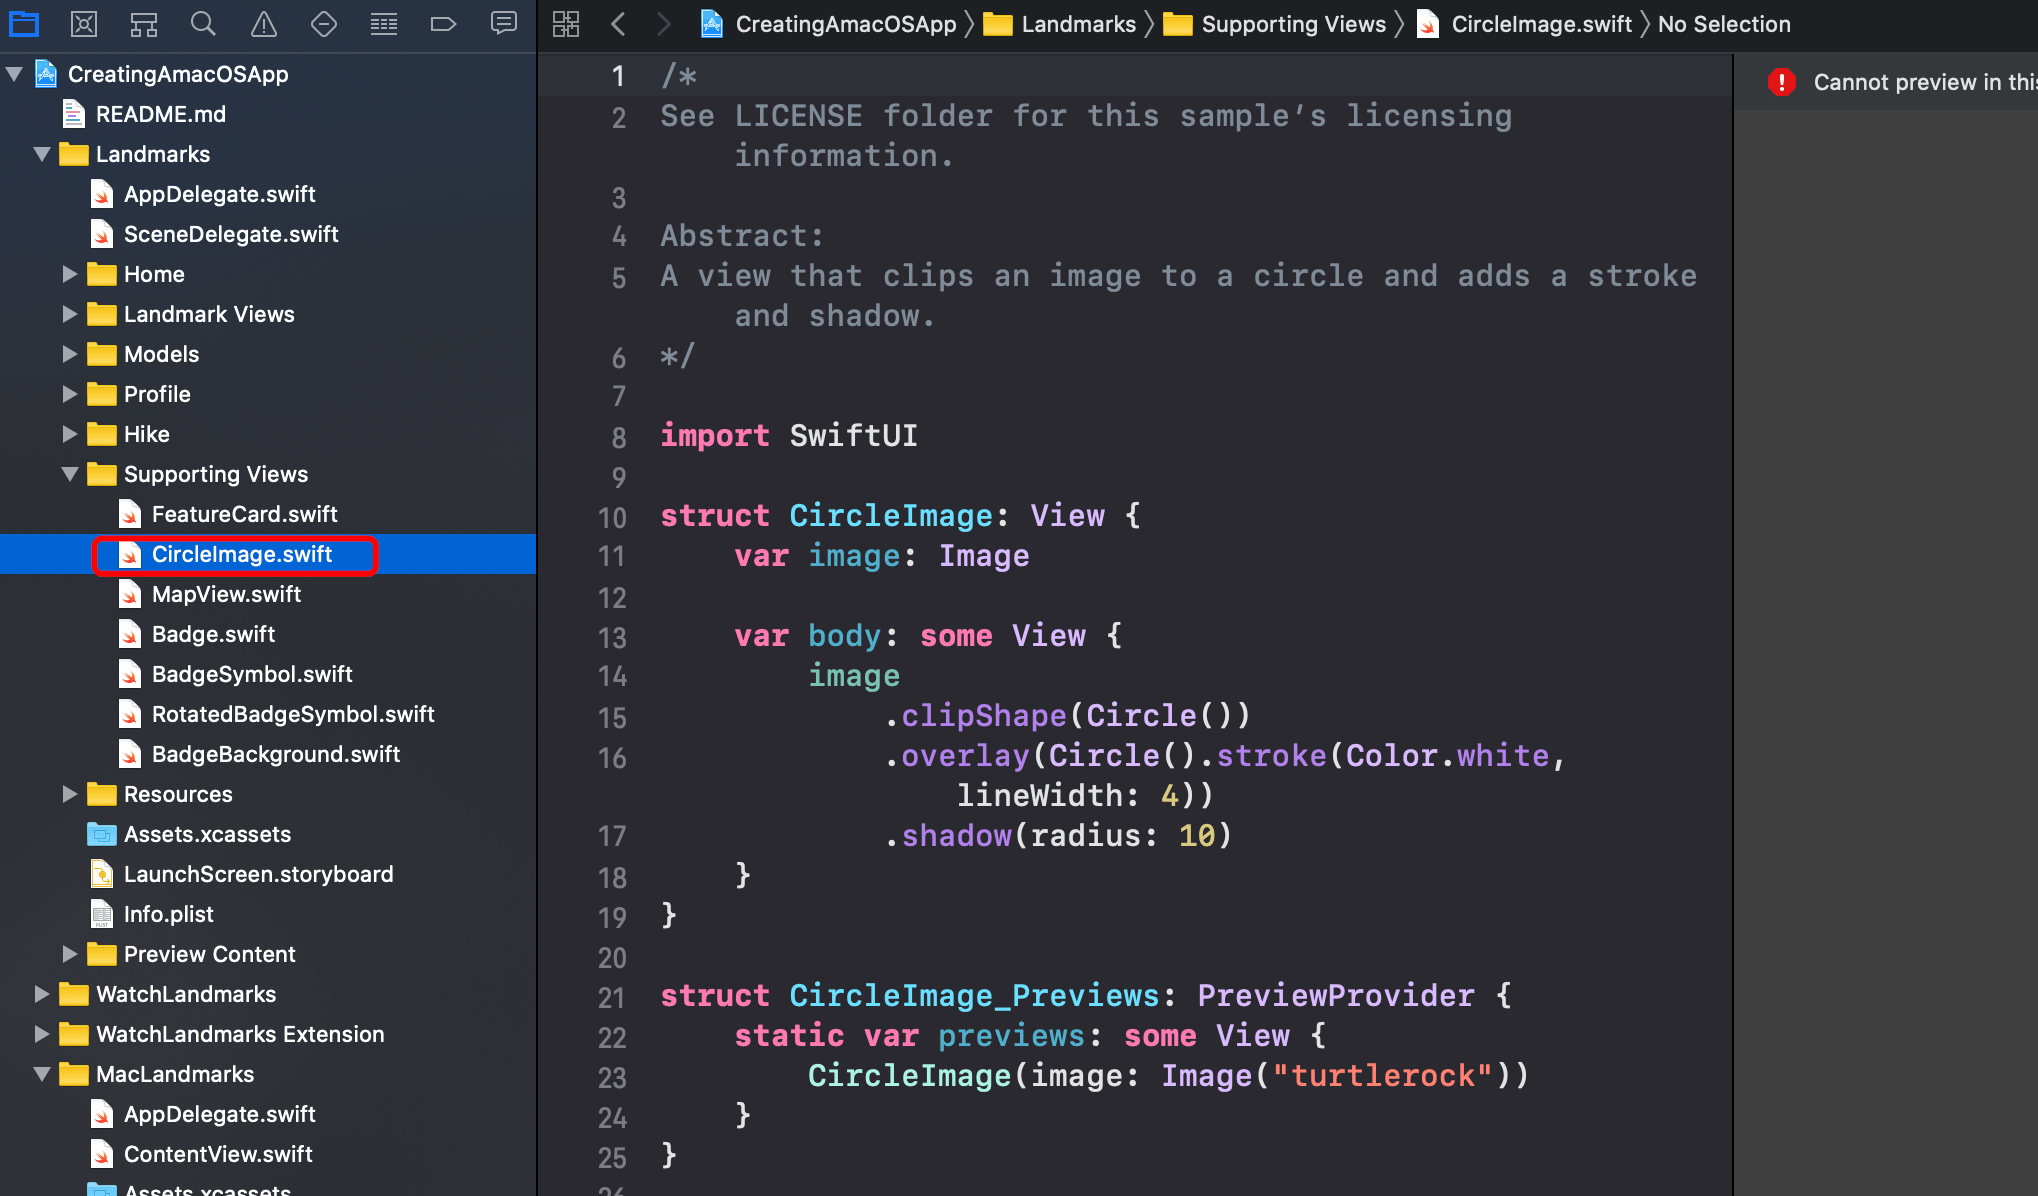 CreatingAmacOSApp
README.md
Landmarks
AppDelegate.swift
SceneDelegate.swift
Home
Landmark Views
Models
Profile
Hike
Supporting Views
FeatureCard.swift
CircleImage.swift
MapView.swift
Badge.swift
BadgeSymbol.swift
RotatedBadgeSymbol.swift
BadgeBackground.swift
Resources
Assets.xcassets
LaunchScreen.storyboard
Info.plist
Preview Content
WatchLandmarks
WatchLandmarks Extension
MacLandmarks
AppDelegate.swift
ContentView.swift
Assets.xcassets
CreatingAmacOSApp 〉 Landmarks 〉 Supporting Views 〉 CircleImage.swift 〉 No Selection
1 /*
2 See LICENSE folder for this sample’s licensing
information.
3
4 Abstract:
5 A view that clips an image to a circle and adds a stroke
and shadow.
6 */
7
8 import SwiftUI
9
10 struct CircleImage: View {
11 var image: Image
12
13 var body: some View {
14 image
15 .clipShape(Circle())
16 .overlay(Circle().stroke(Color.white,
lineWidth: 4))
17 .shadow(radius: 10)
18 }
19 }
20
21 struct CircleImage_Previews: PreviewProvider {
22 static var previews: some View {
23 CircleImage(image: Image("turtlerock"))
24 }
25 }
26
Cannot preview in this